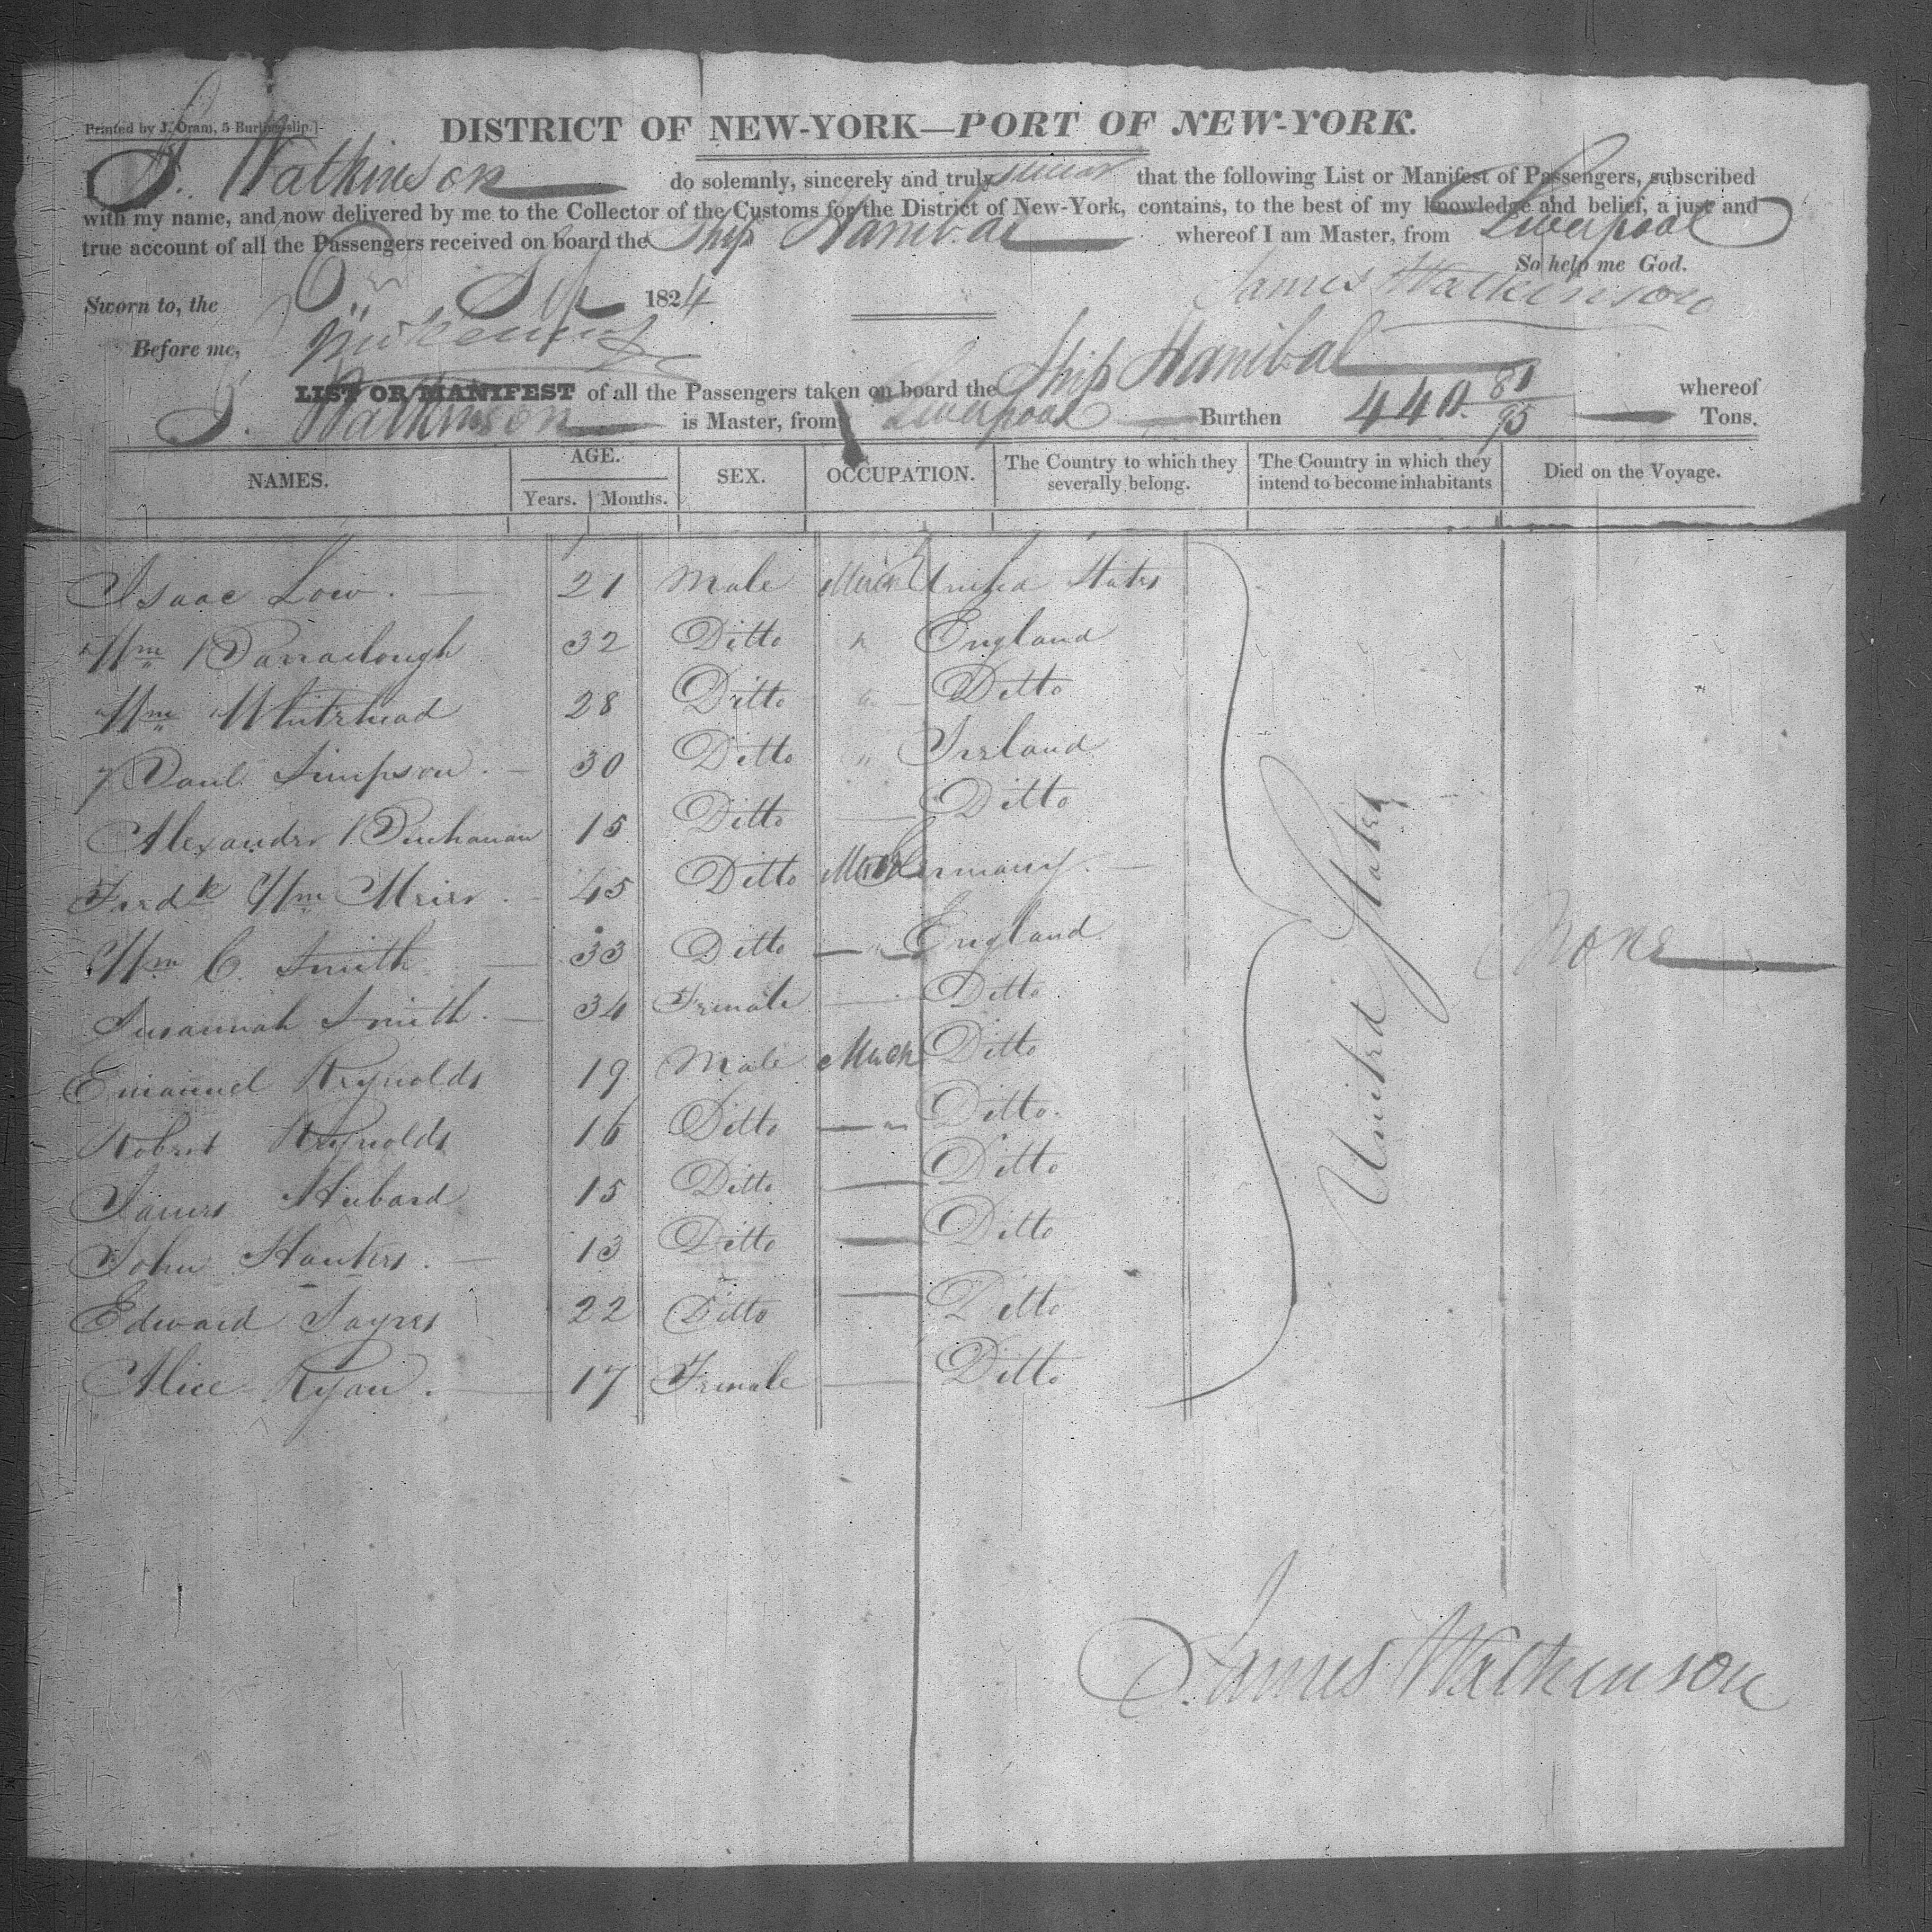 Printed by J. Oram, 5 Burling-slip.]
DISTRICT OF NEW-YORK—PORT OF NEW-YORK.
J. Watkinson do solemnly, sincerely and truly swear that the following List or Manifest of Passengers, subscribed
with my name, and now delivered by me to the Collector of the Customs for the District of New-York, contains, to the best of my knowledge and belief, a just and
true account of all the Passengers received on board the Ship Hanibal whereof I am Master, from Liverpool
So help me God.
Sworn to, the 1824 James Watkinson
Before me,
LIST OR MANIFEST of all the Passengers taken on board the Ship Hanibal whereof
J. Watkinson is Master, from Liverpool Burthen 440 81/95 Tons.
NAMES. AGE. Years. Months. SEX. OCCUPATION. The Country to which they severally belong. The Country in which they intend to become inhabitants Died on the Voyage.
Isaac Low. 21 Male Merch United States
Wm Barraclough 32 Ditto " England
Wm Whitehead 28 Ditto " Ditto
Paul Simpson. 30 Ditto " Ireland
Alexander Buchanan 15 Ditto — Ditto
Fredk Wm Meier. 45 Ditto Merch Germany.
Wm C. Smith 33 Ditto " England
Susannah Smith. 34 Female — Ditto
Emanuel Reynolds 19 Male Merch Ditto
Robert Reynolds 16 Ditto " Ditto.
James Hubard 15 Ditto — Ditto
John Hankes. 13 Ditto — Ditto
Edward Sayres 22 Ditto — Ditto
Alice Ryan. 17 Female — Ditto
United States
None
James Watkinson